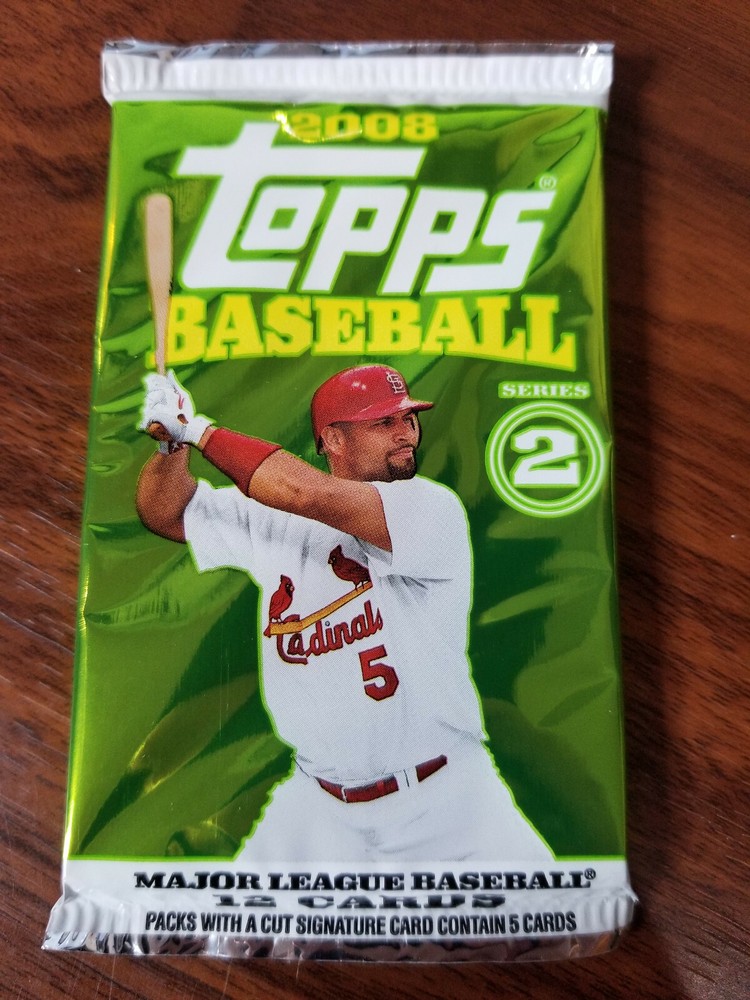 2008
Topps®
BASEBALL
SERIES
2
Cardinals
5
MAJOR LEAGUE BASEBALL®
12 CARDS
PACKS WITH A CUT SIGNATURE CARD CONTAIN 5 CARDS